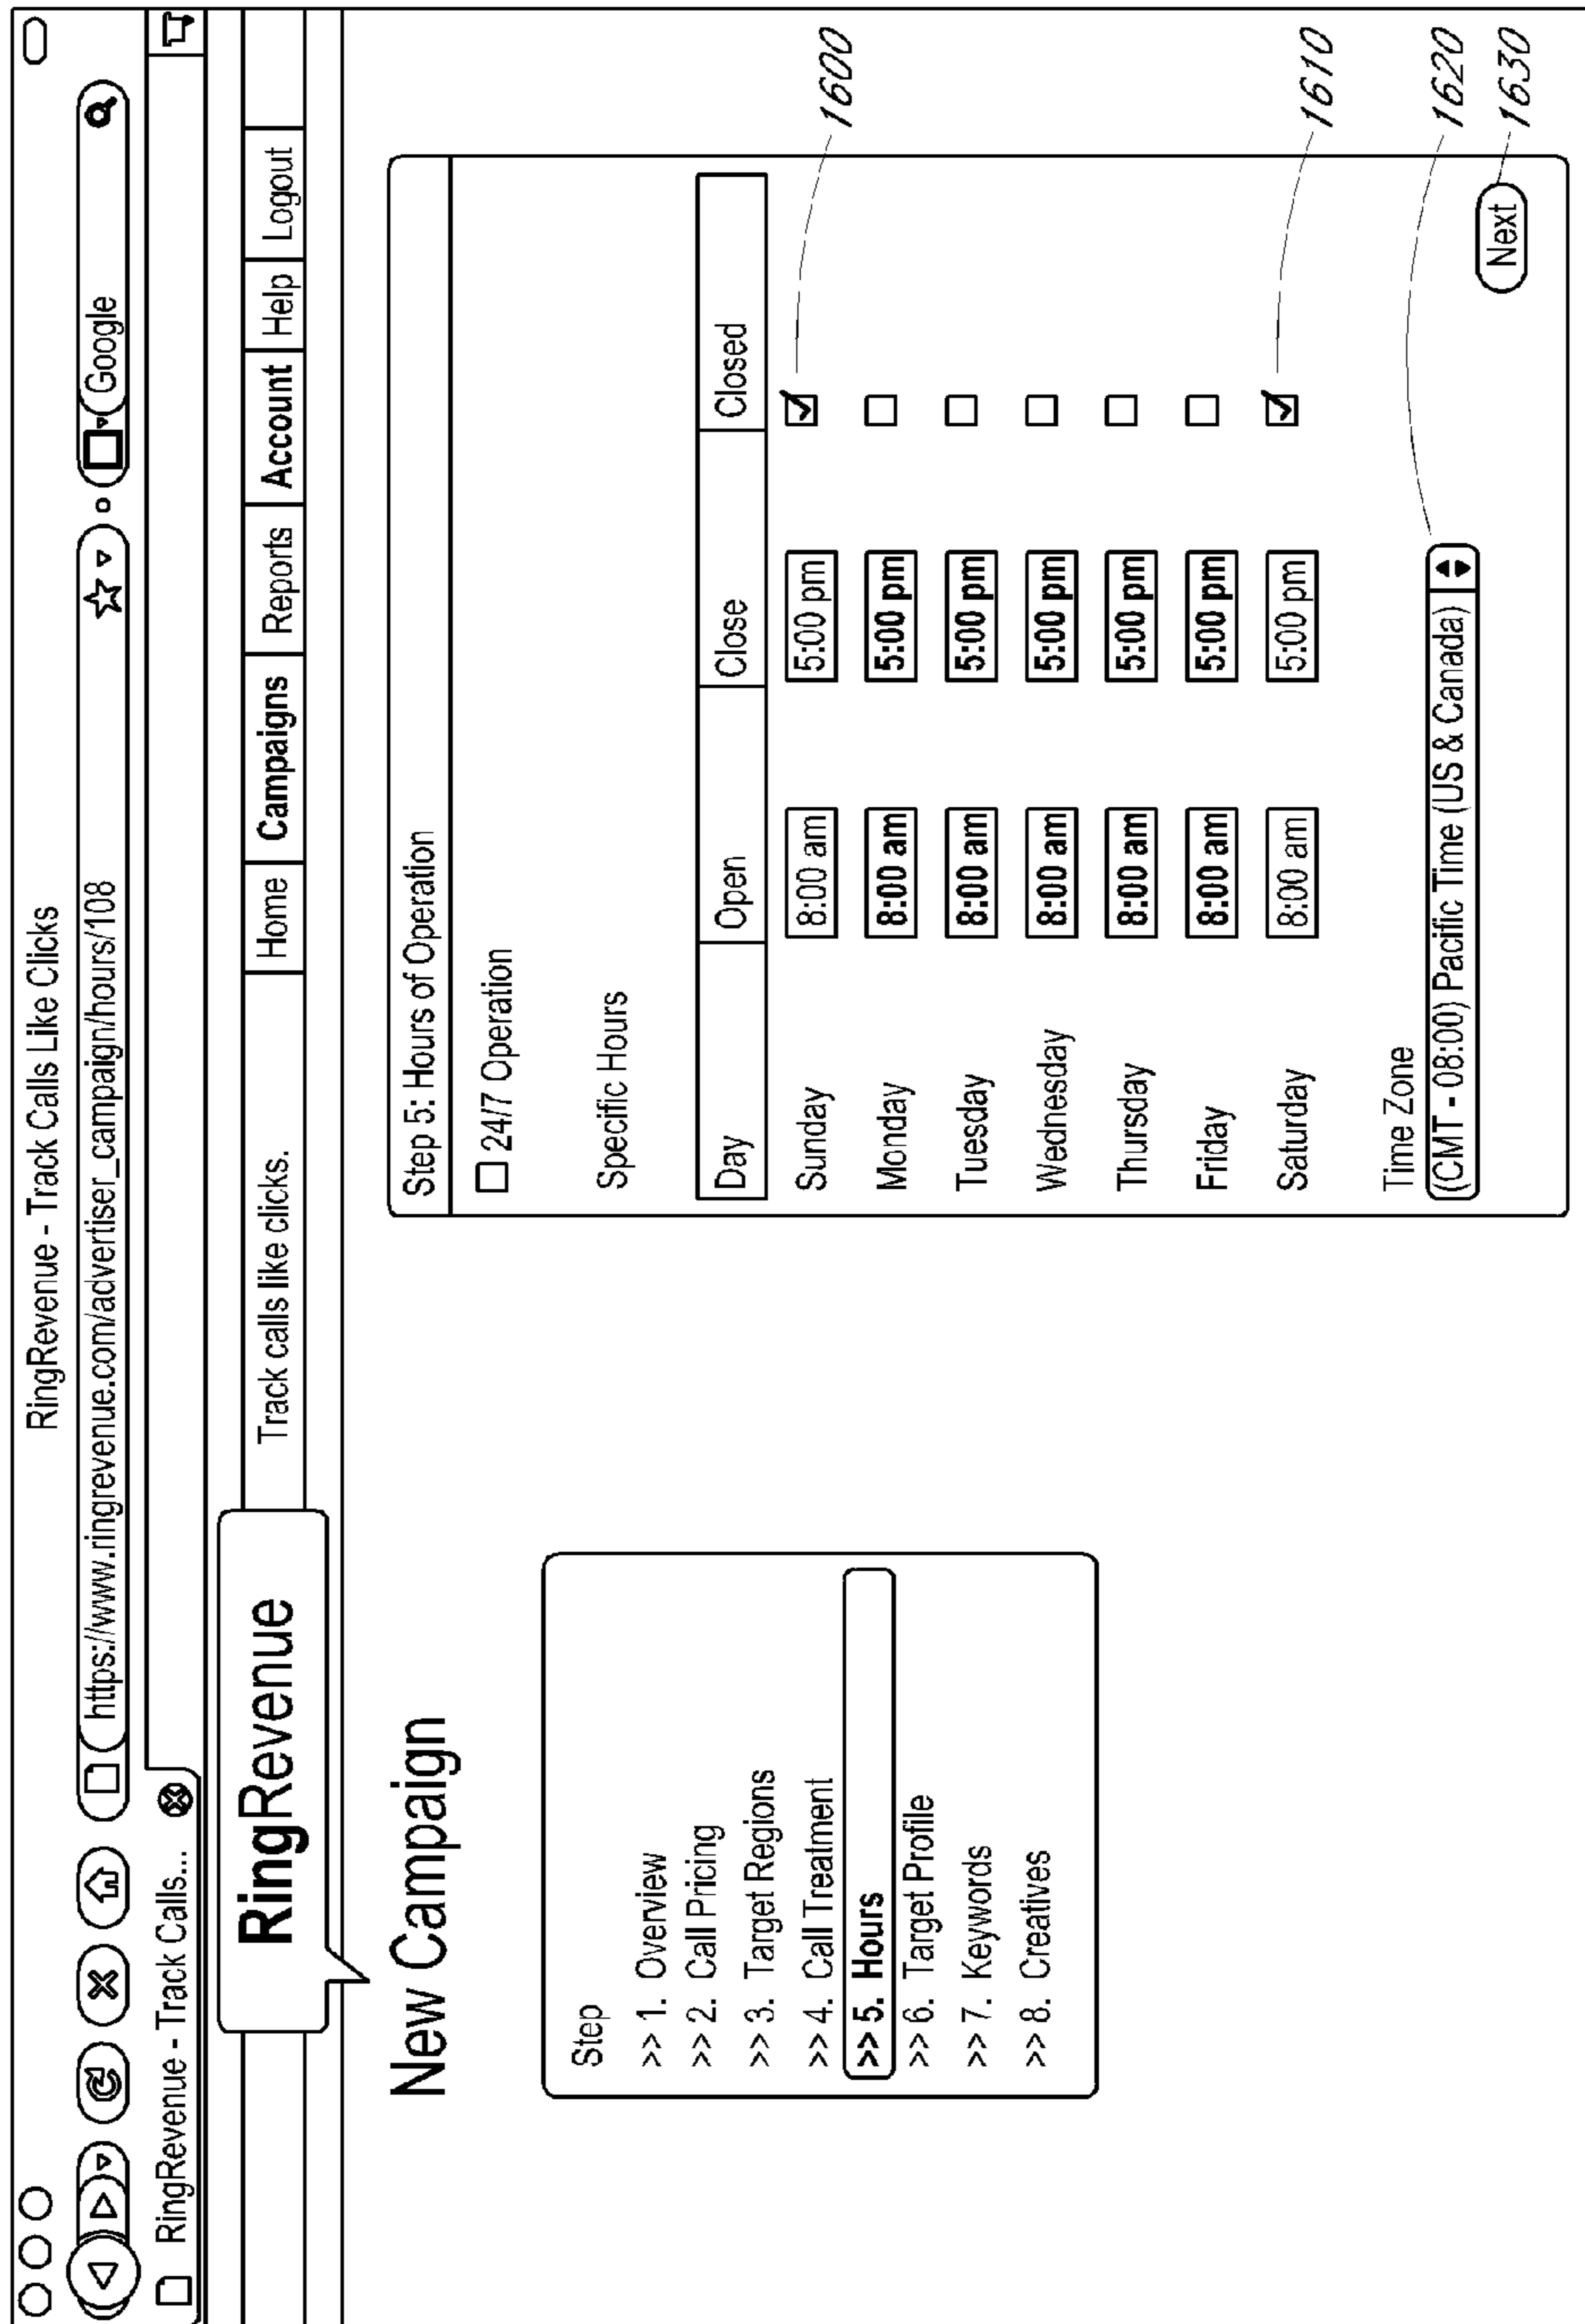 RingRevenue - Track Calls Like Clicks
https://www.ringrevenue.com/advertiser_campaign/hours/108
Google
RingRevenue - Track Calls...
RingRevenue
Track calls like clicks.
Home Campaigns Reports Account Help Logout
New Campaign
Step
>> 1. Overview
>> 2. Call Pricing
>> 3. Target Regions
>> 4. Call Treatment
>> 5. Hours
>> 6. Target Profile
>> 7. Keywords
>> 8. Creatives
Step 5: Hours of Operation
24/7 Operation
Specific Hours
Day Open Close Closed
Sunday 8:00 am 5:00 pm 1600
Monday 8:00 am 5:00 pm
Tuesday 8:00 am 5:00 pm
Wednesday 8:00 am 5:00 pm
Thursday 8:00 am 5:00 pm
Friday 8:00 am 5:00 pm
Saturday 8:00 am 5:00 pm 1610
Time Zone
(CMT - 08:00) Pacific Time (US & Canada) 1620
Next 1630